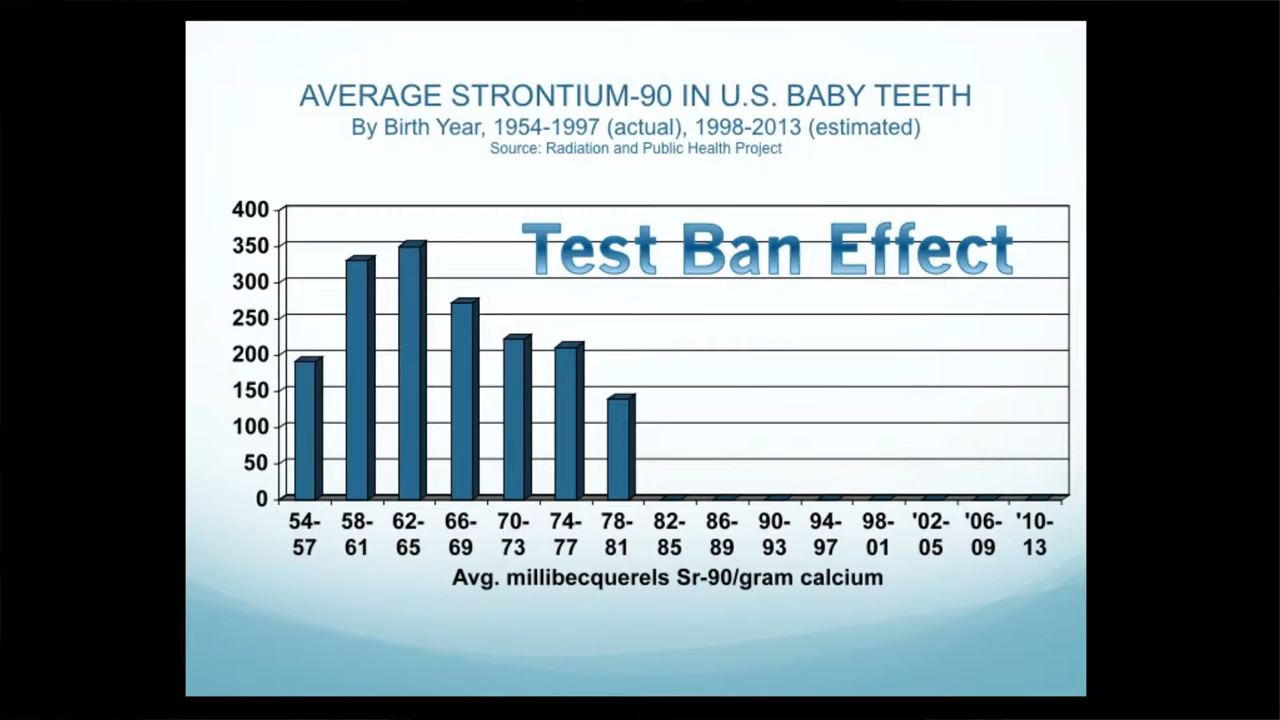 AVERAGE STRONTIUM-90 IN U.S. BABY TEETH
By Birth Year, 1954-1997 (actual), 1998-2013 (estimated)
Source: Radiation and Public Health Project
Test Ban Effect
400
350
300
250
200
150
100
50
0
54- 58- 62- 66- 70- 74- 78- 82- 86- 90- 94- 98- '02- '06- '10-
57 61 65 69 73 77 81 85 89 93 97 01 05 09 13
Avg. millibecquerels Sr-90/gram calcium